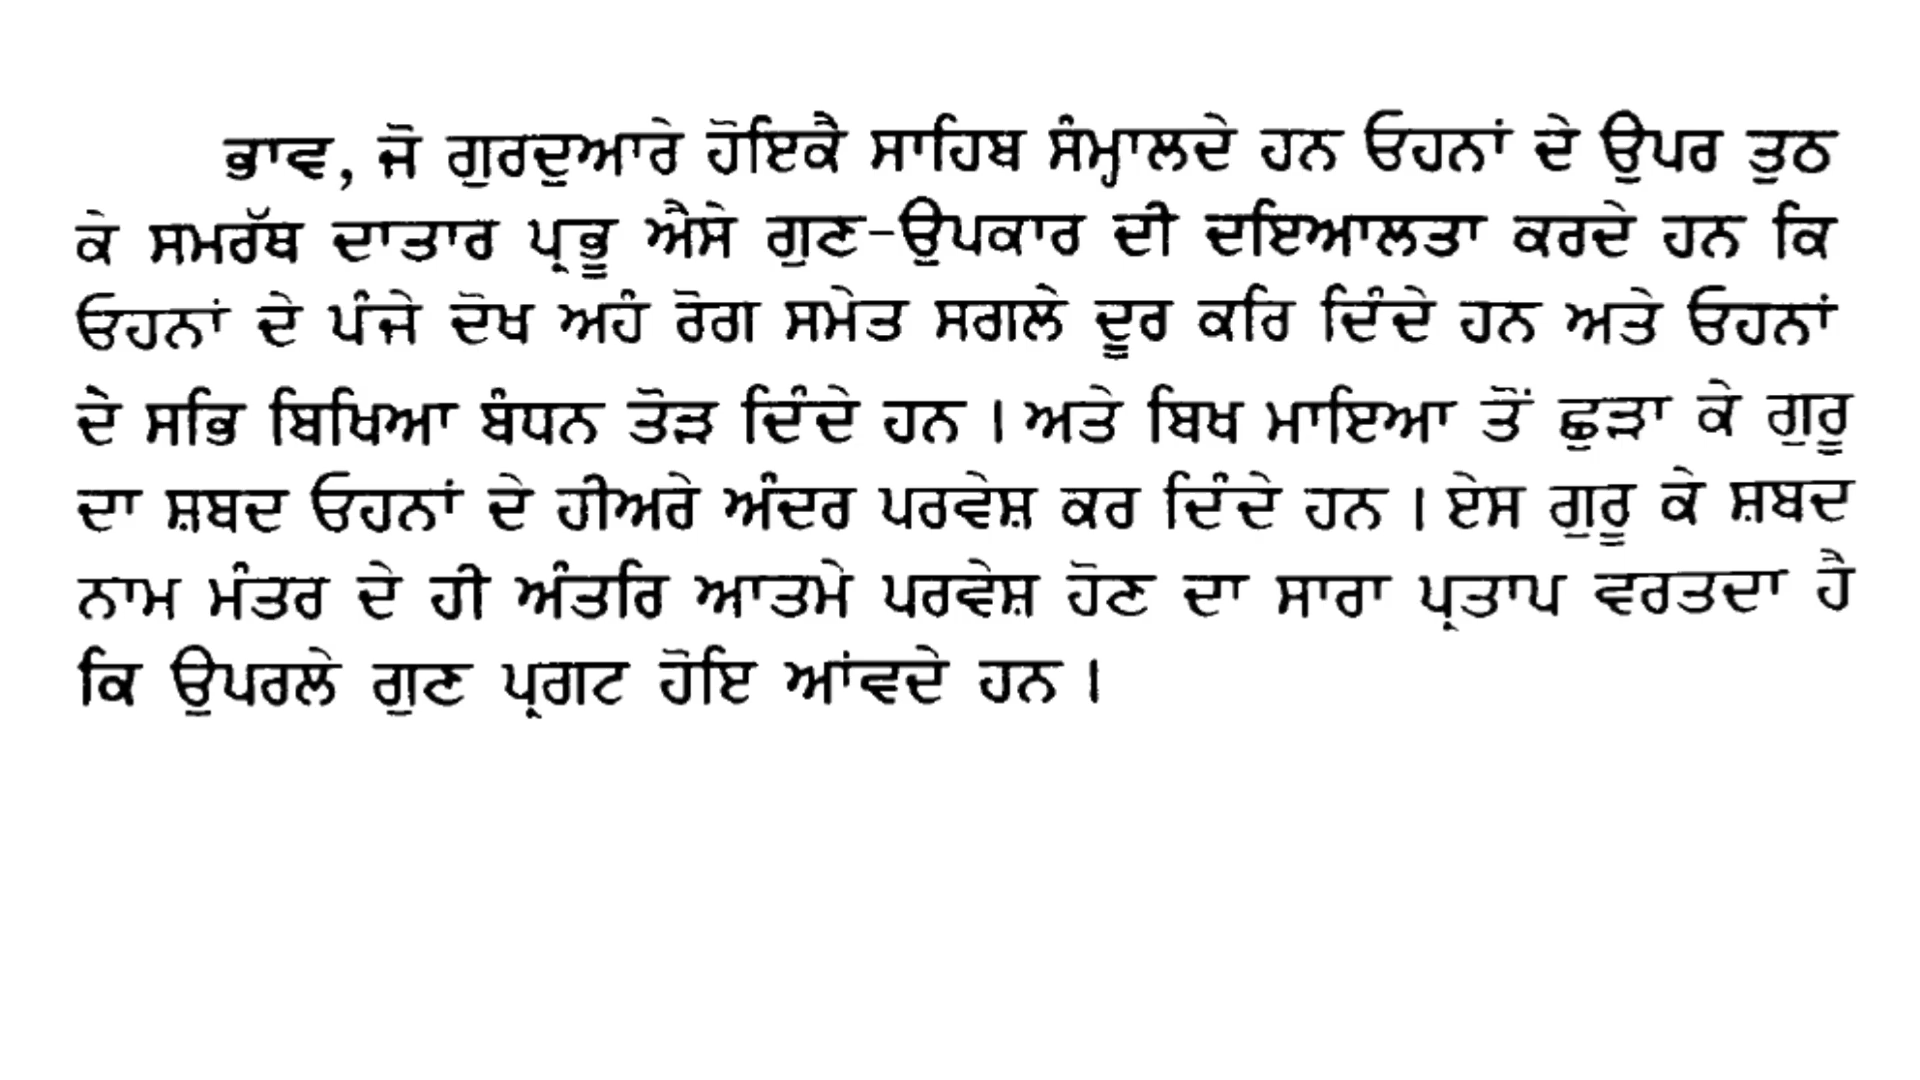 ਭਾਵ, ਜੋ ਗੁਰਦੁਆਰੇ ਹੋਇਕੈ ਸਾਹਿਬ ਸੰਮ੍ਹਾਲਦੇ ਹਨ ਓਹਨਾਂ ਦੇ ਉਪਰ ਤੁਠ
ਕੇ ਸਮਰੱਥ ਦਾਤਾਰ ਪ੍ਰਭੂ ਐਸੇ ਗੁਣ-ਉਪਕਾਰ ਦੀ ਦਇਆਲਤਾ ਕਰਦੇ ਹਨ ਕਿ
ਓਹਨਾਂ ਦੇ ਪੰਜੇ ਦੋਖ ਅਹੰ ਰੋਗ ਸਮੇਤ ਸਗਲੇ ਦੂਰ ਕਰਿ ਦਿੰਦੇ ਹਨ ਅਤੇ ਓਹਨਾਂ
ਦੇ ਸਭਿ ਬਿਖਿਆ ਬੰਧਨ ਤੋੜ ਦਿੰਦੇ ਹਨ । ਅਤੇ ਬਿਖ ਮਾਇਆ ਤੋਂ ਛੁੜਾ ਕੇ ਗੁਰੂ
ਦਾ ਸ਼ਬਦ ਓਹਨਾਂ ਦੇ ਹੀਅਰੇ ਅੰਦਰ ਪਰਵੇਸ਼ ਕਰ ਦਿੰਦੇ ਹਨ । ਏਸ ਗੁਰੂ ਕੇ ਸ਼ਬਦ
ਨਾਮ ਮੰਤਰ ਦੇ ਹੀ ਅੰਤਰਿ ਆਤਮੇ ਪਰਵੇਸ਼ ਹੋਣ ਦਾ ਸਾਰਾ ਪ੍ਰਤਾਪ ਵਰਤਦਾ ਹੈ
ਕਿ ਉਪਰਲੇ ਗੁਣ ਪ੍ਰਗਟ ਹੋਇ ਆਂਵਦੇ ਹਨ ।